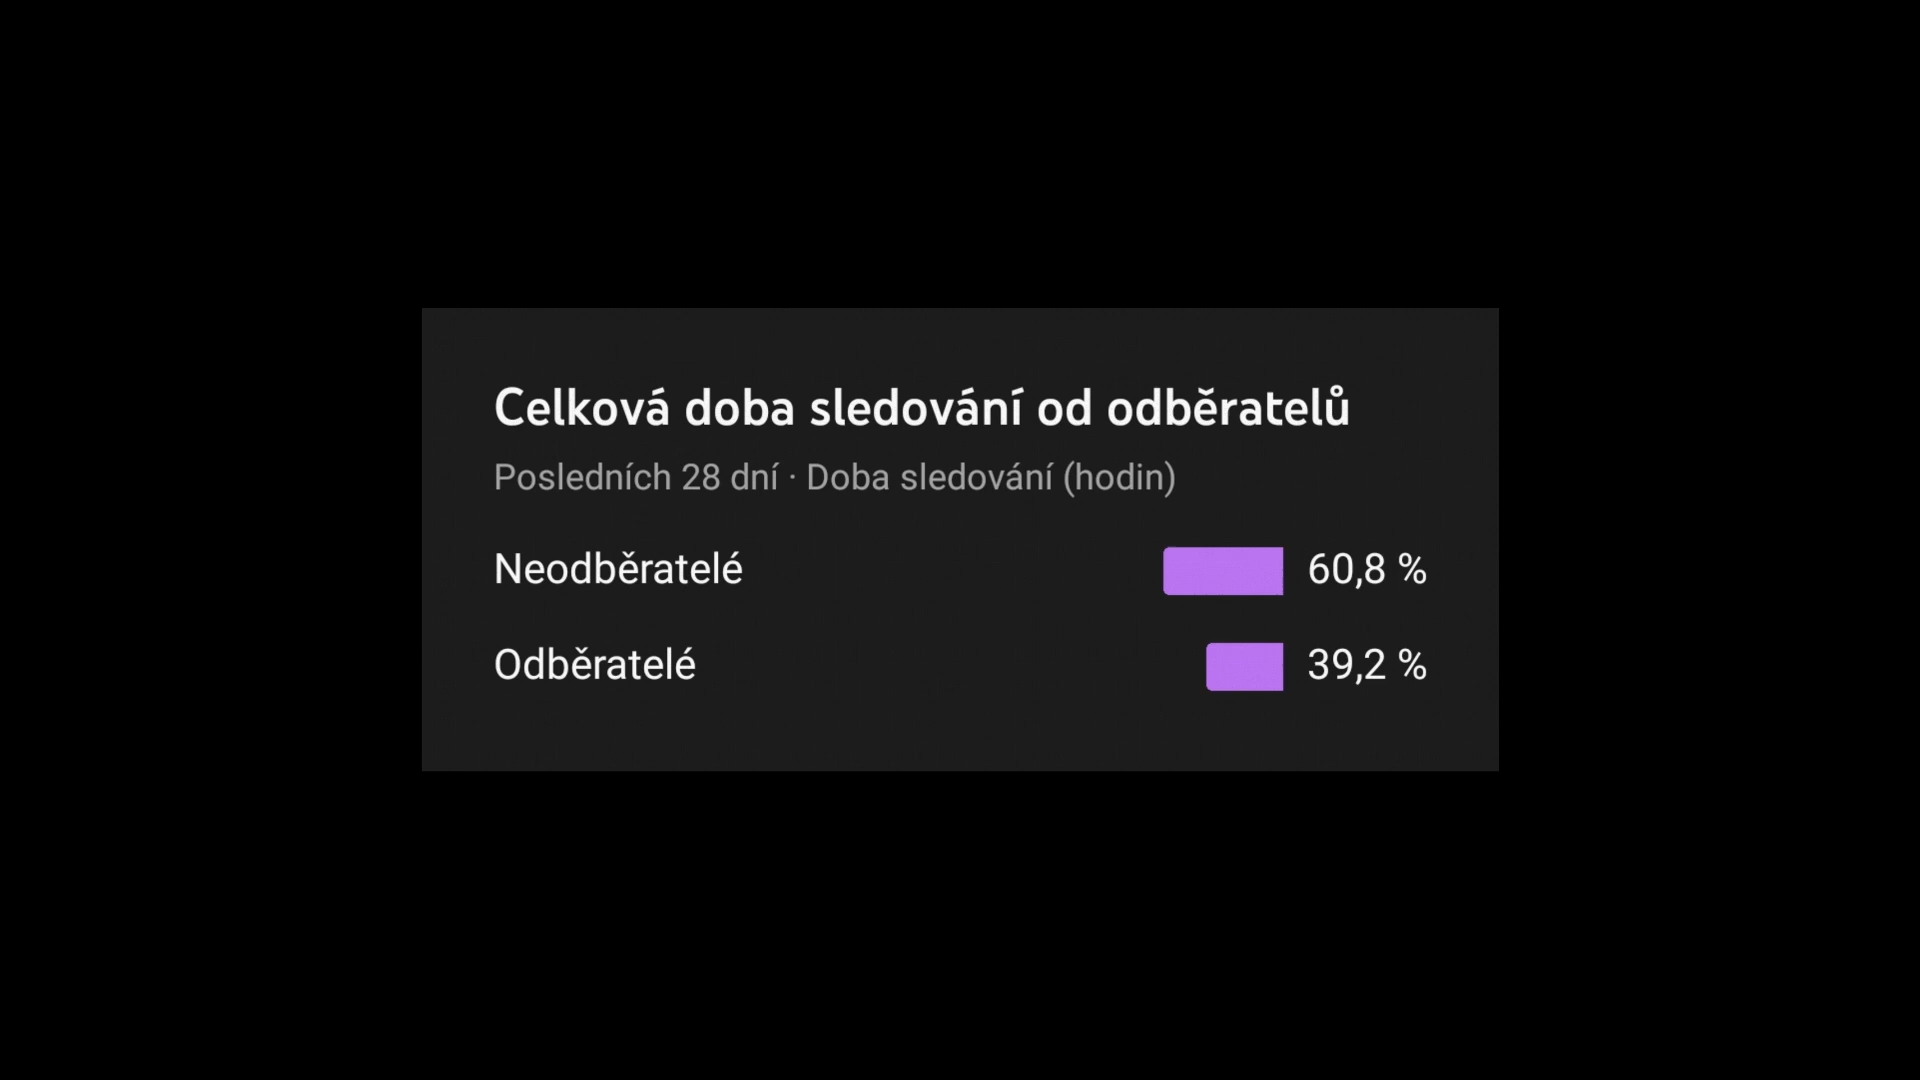 Celková doba sledování od odběratelů
Posledních 28 dní · Doba sledování (hodin)
Neodběratelé 60,8 %
Odběratelé 39,2 %